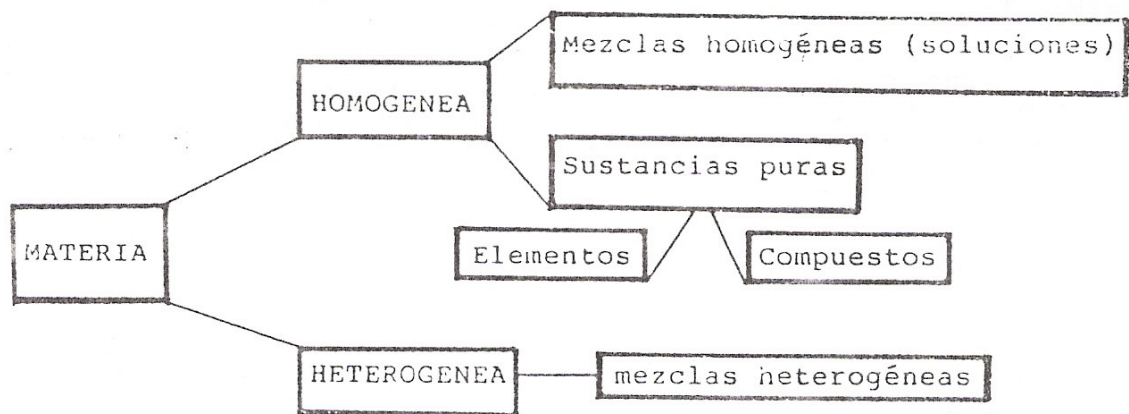 Mezclas homogéneas (soluciones)
HOMOGENEA
Sustancias puras
MATERIA
Elementos
Compuestos
HETEROGENEA
mezclas heterogéneas